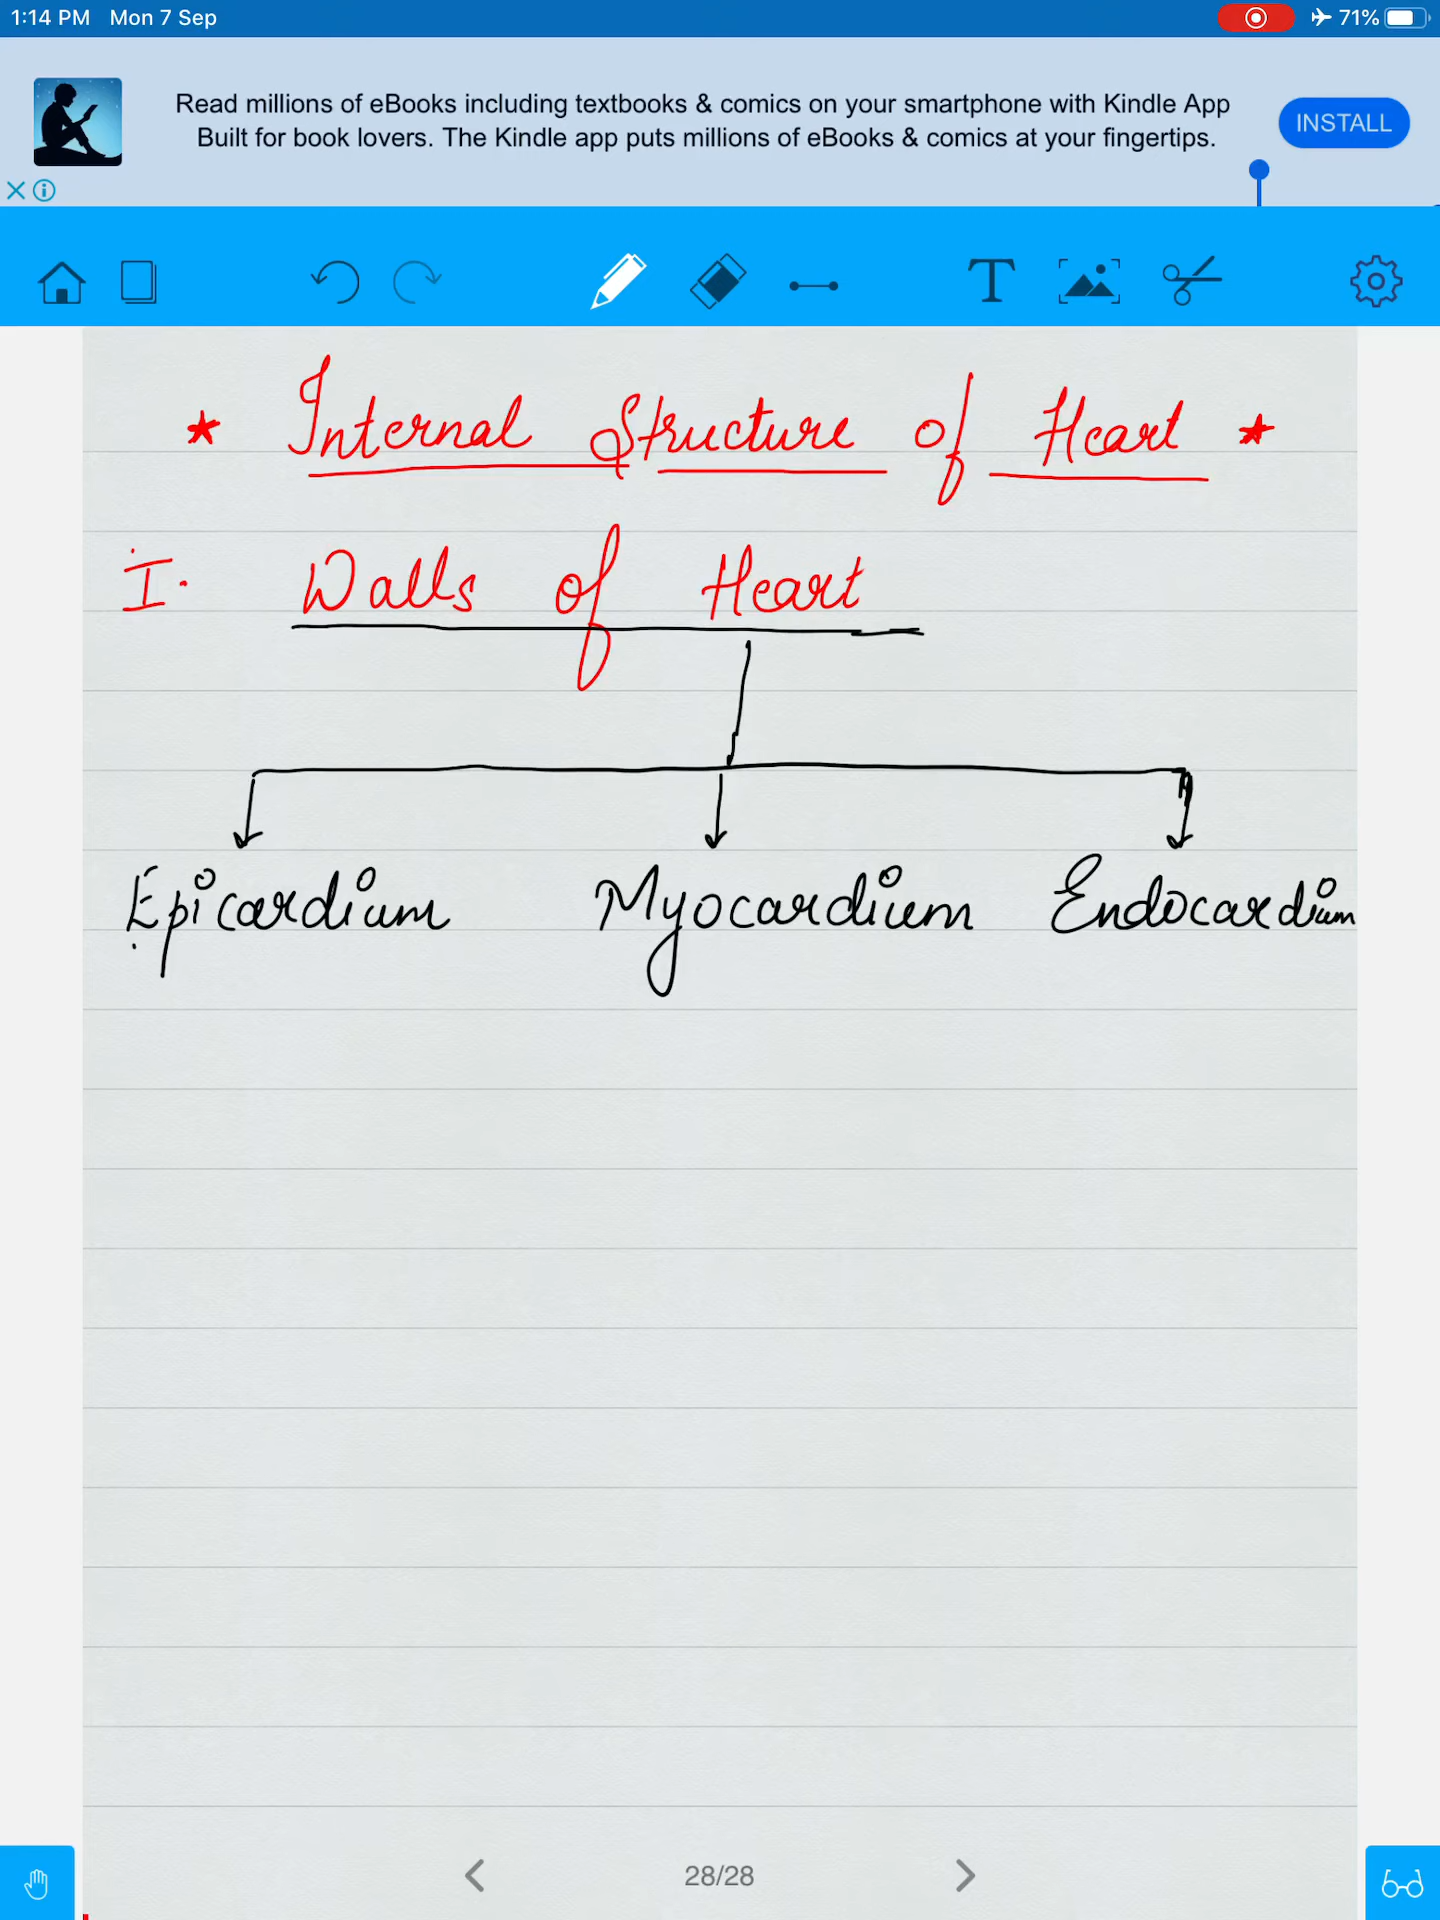 1:14 PM Mon 7 Sep 71%
Read millions of eBooks including textbooks & comics on your smartphone with Kindle App
Built for book lovers. The Kindle app puts millions of eBooks & comics at your fingertips.
INSTALL
T
* Internal Structure of Heart *
I. Walls of Heart
Epicardium Myocardium Endocardium
28/28